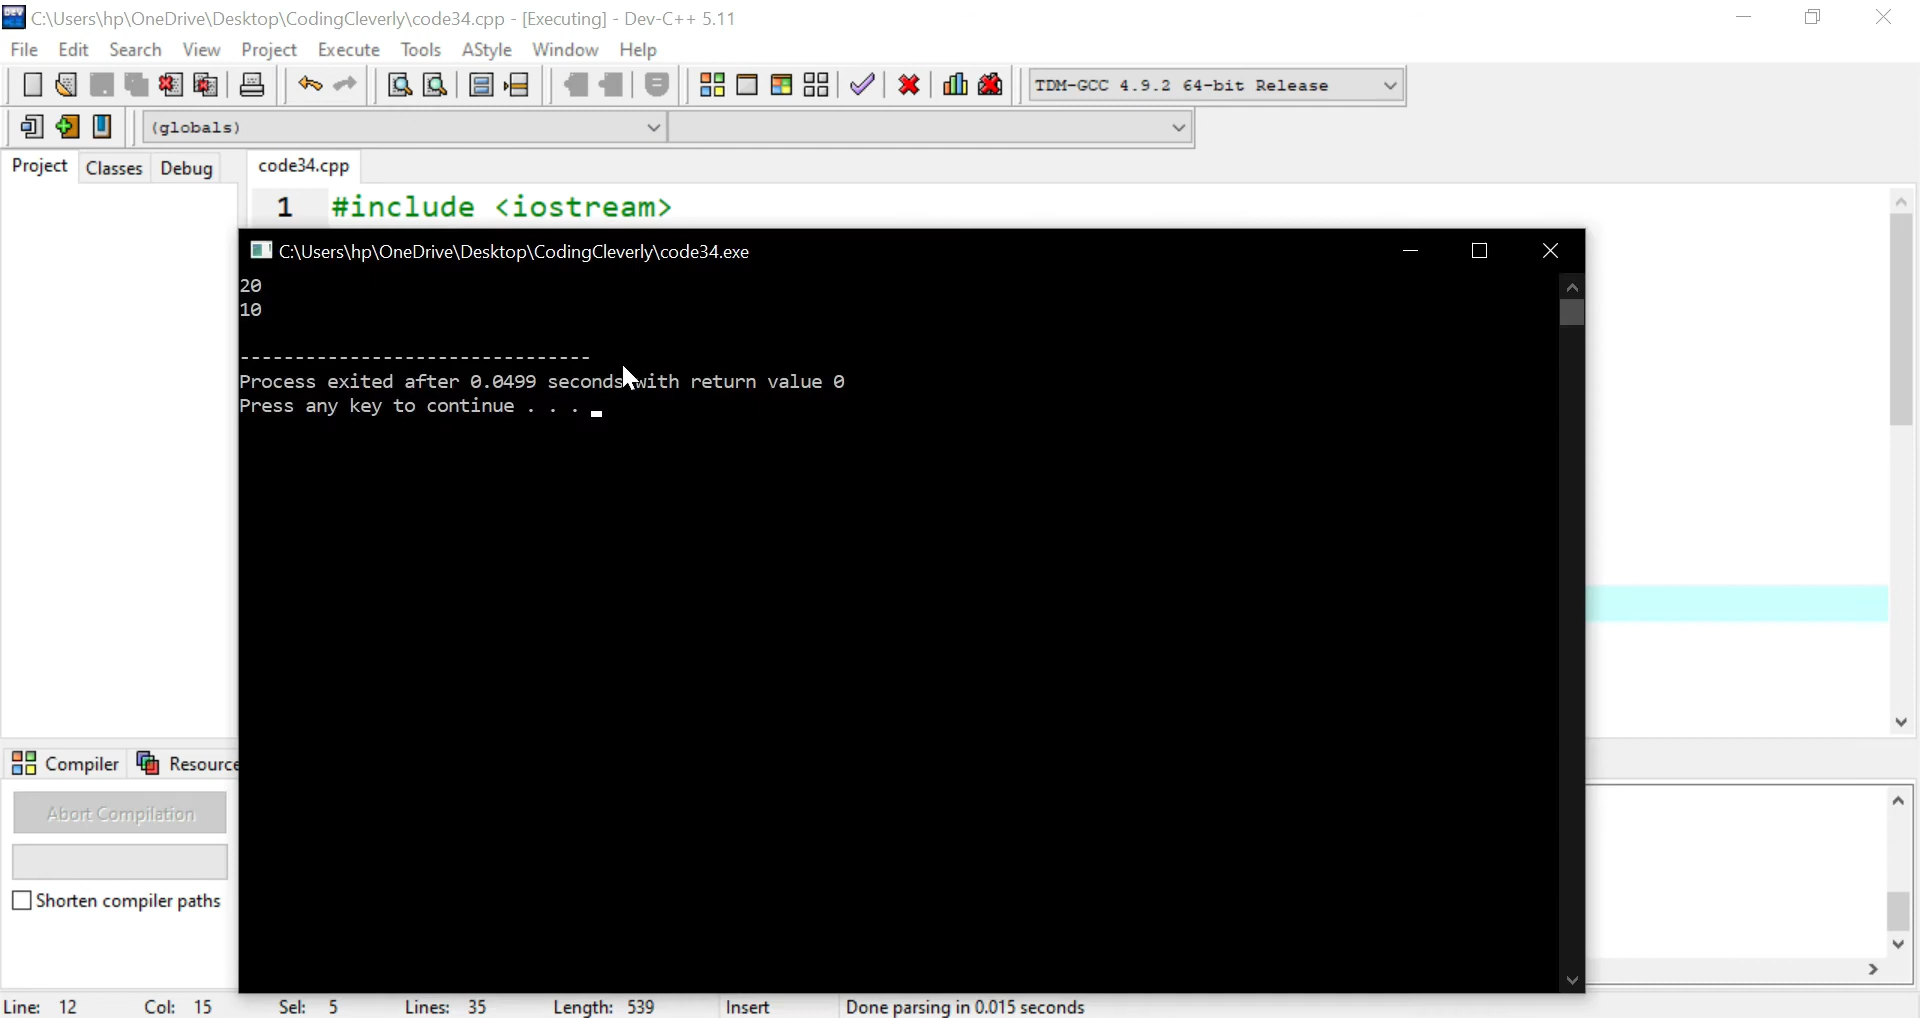 C:\Users\hp\OneDrive\Desktop\CodingCleverly\code34.cpp - [Executing] - Dev-C++ 5.11
File Edit Search View Project Execute Tools AStyle Window Help
TDM-GCC 4.9.2 64-bit Release
(globals)
Project Classes Debug code34.cpp
1 #include <iostream>
C:\Users\hp\OneDrive\Desktop\CodingCleverly\code34.exe
20
10
--------------------------------
Process exited after 0.0499 seconds with return value 0
Press any key to continue . . .
Compiler Resource
Abort Compilation
Shorten compiler paths
Line: 12 Col: 15 Sel: 5 Lines: 35 Length: 539 Insert Done parsing in 0.015 seconds